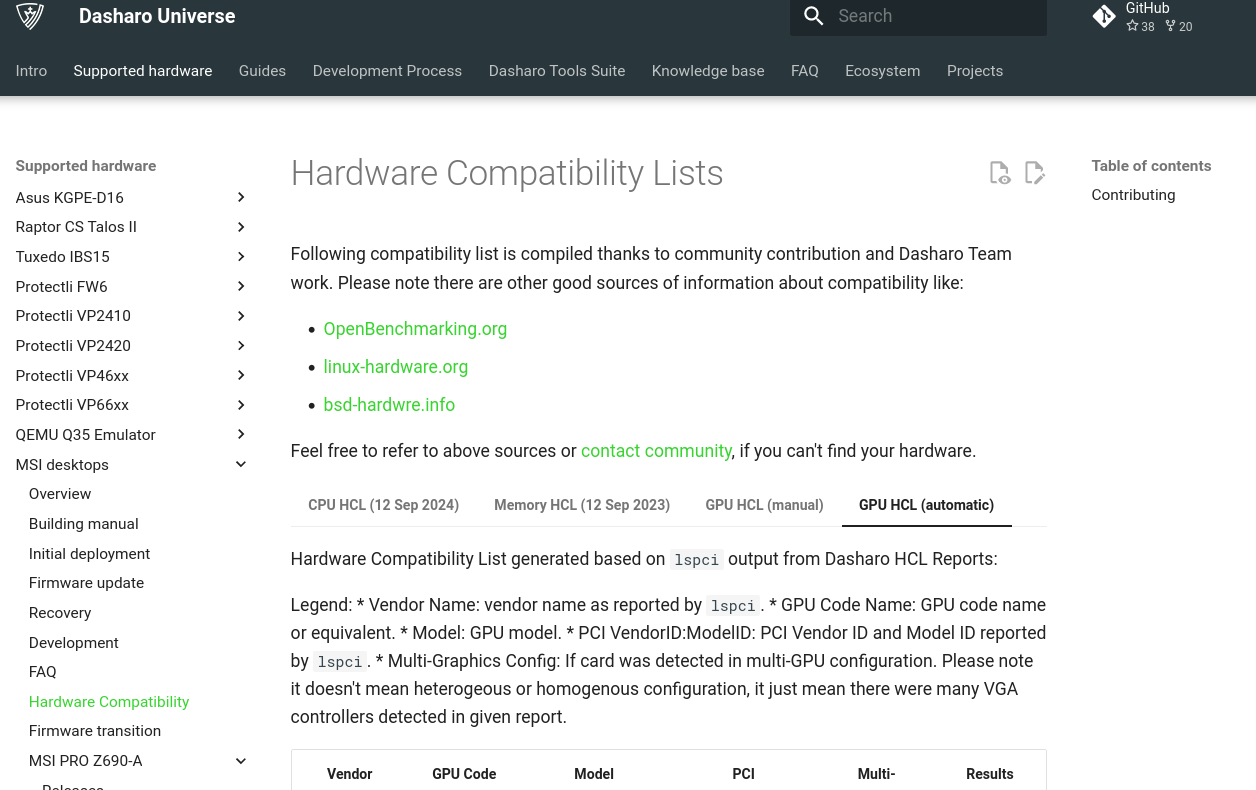 Dasharo Universe
Search
GitHub
38 20
Intro Supported hardware Guides Development Process Dasharo Tools Suite Knowledge base FAQ Ecosystem Projects
Supported hardware
Asus KGPE-D16
Raptor CS Talos II
Tuxedo IBS15
Protectli FW6
Protectli VP2410
Protectli VP2420
Protectli VP46xx
Protectli VP66xx
QEMU Q35 Emulator
MSI desktops
Overview
Building manual
Initial deployment
Firmware update
Recovery
Development
FAQ
Hardware Compatibility
Firmware transition
MSI PRO Z690-A
Releases
Hardware Compatibility Lists
Following compatibility list is compiled thanks to community contribution and Dasharo Team
work. Please note there are other good sources of information about compatibility like:
• OpenBenchmarking.org
• linux-hardware.org
• bsd-hardwre.info
Feel free to refer to above sources or contact community, if you can't find your hardware.
CPU HCL (12 Sep 2024) Memory HCL (12 Sep 2023) GPU HCL (manual) GPU HCL (automatic)
Hardware Compatibility List generated based on lspci output from Dasharo HCL Reports:
Legend: * Vendor Name: vendor name as reported by lspci. * GPU Code Name: GPU code name
or equivalent. * Model: GPU model. * PCI VendorID:ModelID: PCI Vendor ID and Model ID reported
by lspci. * Multi-Graphics Config: If card was detected in multi-GPU configuration. Please note
it doesn't mean heterogeous or homogenous configuration, it just mean there were many VGA
controllers detected in given report.
Vendor GPU Code Model PCI Multi- Results
Table of contents
Contributing